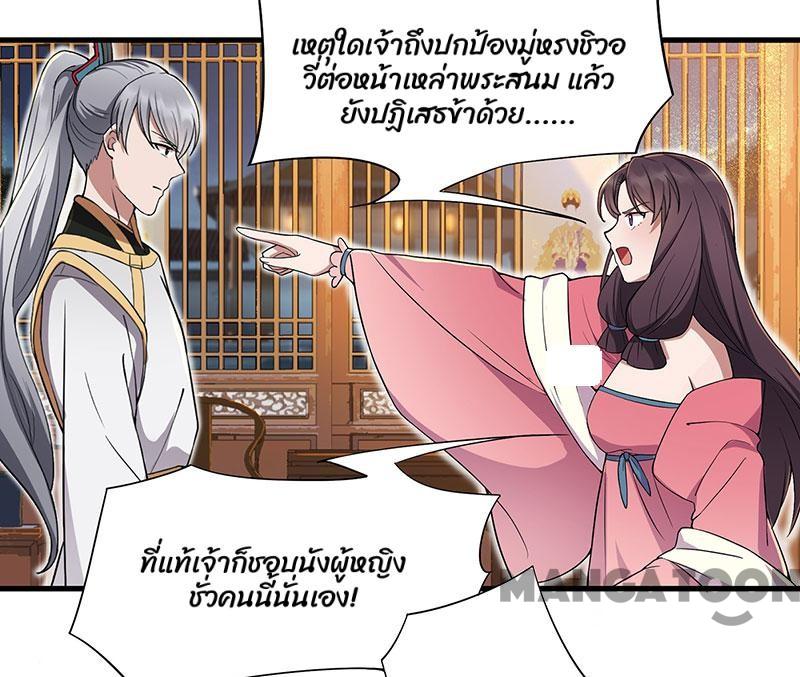 เหตุใดเจ้าถึงปกป้องมู่หรงชิวอ
วี่ต่อหน้าเหล่าพระสนม แล้ว
ยังปฏิเสธข้าด้วย......
ที่แท้เจ้าก็ชอบนังผู้หญิง
ชั่วคนนี้นั่นเอง!
MANGATOON